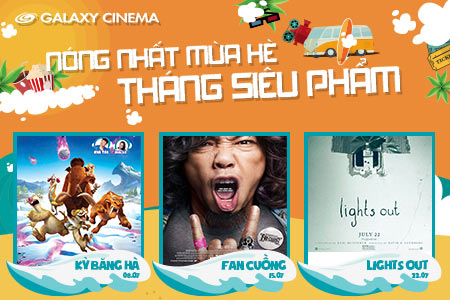 GALAXY CINEMA
NÓNG NHẤT MÙA HÈ
THÁNG SIÊU PHẨM
TICKET
lights out
JULY 22
KỶ BĂNG HÀ
08.07
FAN CUỒNG
15.07
LIGHTS OUT
22.07